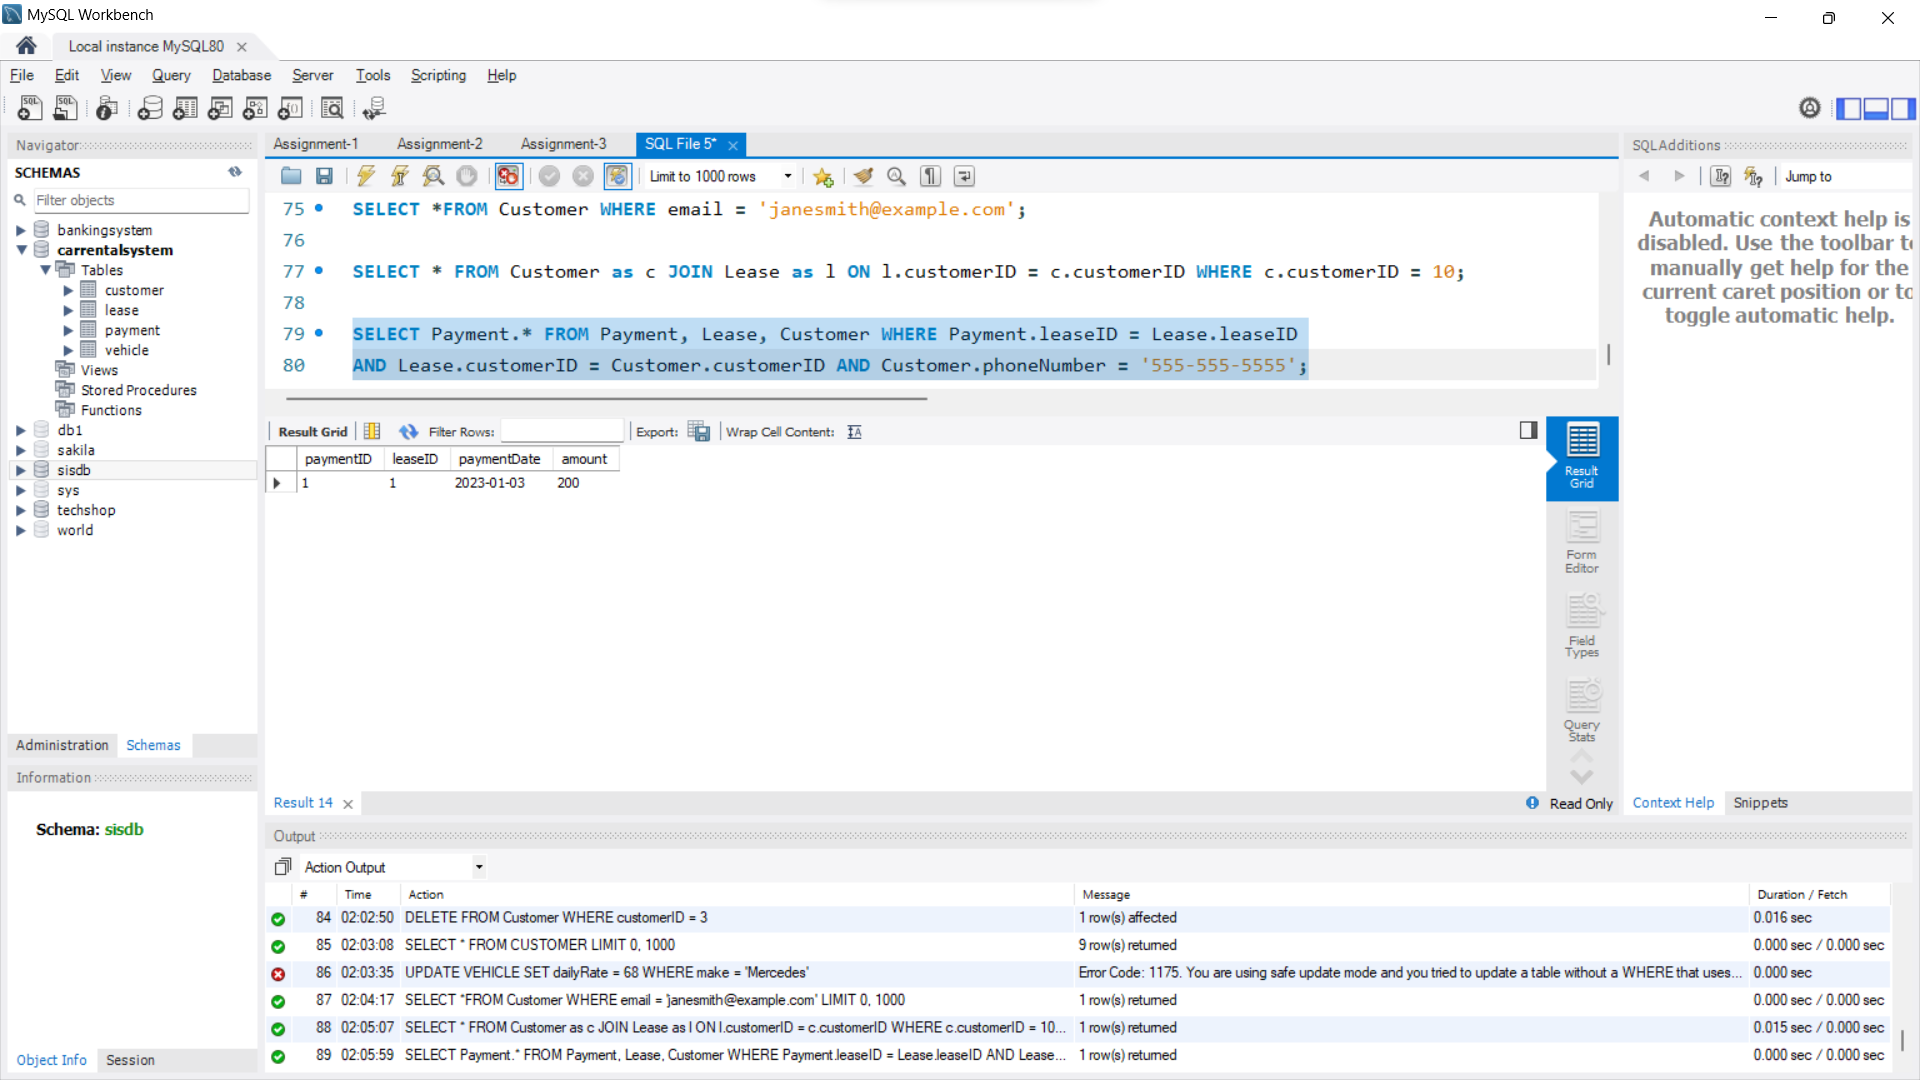 MySQL Workbench
Local instance MySQL80
File Edit View Query Database Server Tools Scripting Help
Navigator
SCHEMAS
Filter objects
bankingsystem
carrentalsystem
Tables
customer
lease
payment
vehicle
Views
Stored Procedures
Functions
db1
sakila
sisdb
sys
techshop
world
Administration Schemas
Information
Schema: sisdb
Object Info Session
Assignment-1 Assignment-2 Assignment-3 SQL File 5*
Limit to 1000 rows
75 SELECT *FROM Customer WHERE email = 'janesmith@example.com';
76
77 SELECT * FROM Customer as c JOIN Lease as l ON l.customerID = c.customerID WHERE c.customerID = 10;
78
79 SELECT Payment.* FROM Payment, Lease, Customer WHERE Payment.leaseID = Lease.leaseID
80 AND Lease.customerID = Customer.customerID AND Customer.phoneNumber = '555-555-5555';
Result Grid Filter Rows: Export: Wrap Cell Content:
paymentID leaseID paymentDate amount
1 1 2023-01-03 200
Result
Grid
Form
Editor
Field
Types
Query
Stats
Result 14
Read Only
SQLAdditions
Jump to
Automatic context help is
disabled. Use the toolbar to
manually get help for the
current caret position or to
toggle automatic help.
Context Help Snippets
Output
Action Output
# Time Action Message Duration / Fetch
84 02:02:50 DELETE FROM Customer WHERE customerID = 3 1 row(s) affected 0.016 sec
85 02:03:08 SELECT * FROM CUSTOMER LIMIT 0, 1000 9 row(s) returned 0.000 sec / 0.000 sec
86 02:03:35 UPDATE VEHICLE SET dailyRate = 68 WHERE make = 'Mercedes' Error Code: 1175. You are using safe update mode and you tried to update a table without a WHERE that uses... 0.000 sec
87 02:04:17 SELECT *FROM Customer WHERE email = 'janesmith@example.com' LIMIT 0, 1000 1 row(s) returned 0.000 sec / 0.000 sec
88 02:05:07 SELECT * FROM Customer as c JOIN Lease as l ON l.customerID = c.customerID WHERE c.customerID = 10... 1 row(s) returned 0.015 sec / 0.000 sec
89 02:05:59 SELECT Payment.* FROM Payment, Lease, Customer WHERE Payment.leaseID = Lease.leaseID AND Lease... 1 row(s) returned 0.000 sec / 0.000 sec